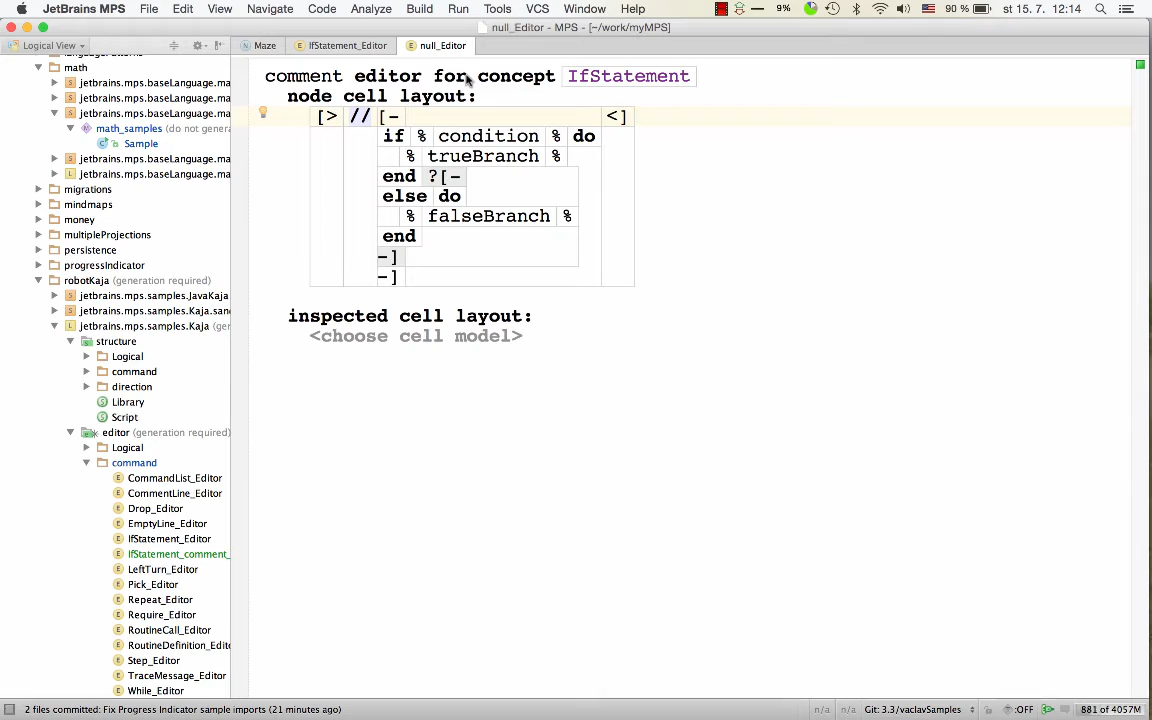 JetBrains MPS File Edit View Navigate Code Analyze Build Run Tools VCS Window Help 9% 90 % st 15. 7. 12:14
null_Editor - MPS - [~/work/myMPS]
Logical View Maze IfStatement_Editor null_Editor
math
jetbrains.mps.baseLanguage.ma
jetbrains.mps.baseLanguage.ma
jetbrains.mps.baseLanguage.ma
math_samples (do not genera
Sample
jetbrains.mps.baseLanguage.ma
jetbrains.mps.baseLanguage.ma
migrations
mindmaps
money
multipleProjections
persistence
progressIndicator
robotKaja (generation required)
jetbrains.mps.samples.JavaKaja
jetbrains.mps.samples.Kaja.san
jetbrains.mps.samples.Kaja (ge
structure
Logical
command
direction
Library
Script
editor (generation required)
Logical
command
CommandList_Editor
CommentLine_Editor
Drop_Editor
EmptyLine_Editor
IfStatement_Editor
IfStatement_comment_
LeftTurn_Editor
Pick_Editor
Repeat_Editor
Require_Editor
RoutineCall_Editor
RoutineDefinition_Edito
Step_Editor
TraceMessage_Editor
While_Editor
comment editor for concept IfStatement
node cell layout:
[> // [- <]
if % condition % do
% trueBranch %
end ?[-
else do
% falseBranch %
end
-]
-]
inspected cell layout:
<choose cell model>
2 files committed: Fix Progress Indicator sample imports (21 minutes ago) n/a n/a Git: 3.3/vaclavSamples :OFF 881 of 4057M